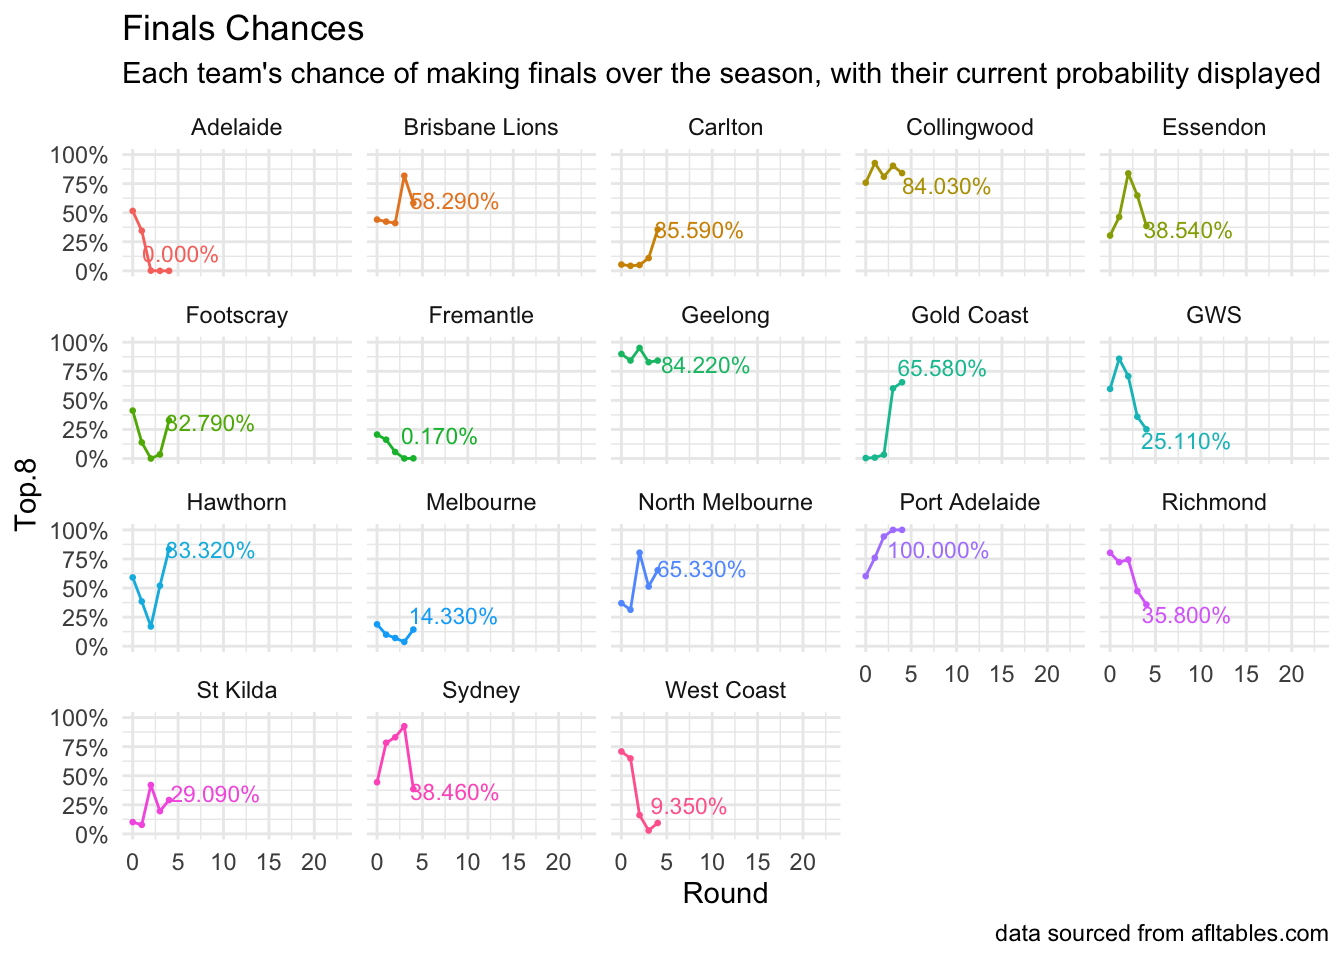 Finals Chances
Each team's chance of making finals over the season, with their current probability displayed
Adelaide Brisbane Lions Carlton Collingwood Essendon
100%
75%
50%
25%
0%
0.000% 58.290% 35.590% 84.030% 38.540%
Footscray Fremantle Geelong Gold Coast GWS
100%
75%
50%
25%
0%
32.790% 0.170% 84.220% 65.580% 25.110%
Top.8
Hawthorn Melbourne North Melbourne Port Adelaide Richmond
100%
75%
50%
25%
0%
83.320% 14.330% 65.330% 100.000% 35.800%
0 5 10 15 20 0 5 10 15 20
St Kilda Sydney West Coast
100%
75%
50%
25%
0%
29.090% 38.460% 9.350%
0 5 10 15 20 0 5 10 15 20 0 5 10 15 20
Round
data sourced from afltables.com